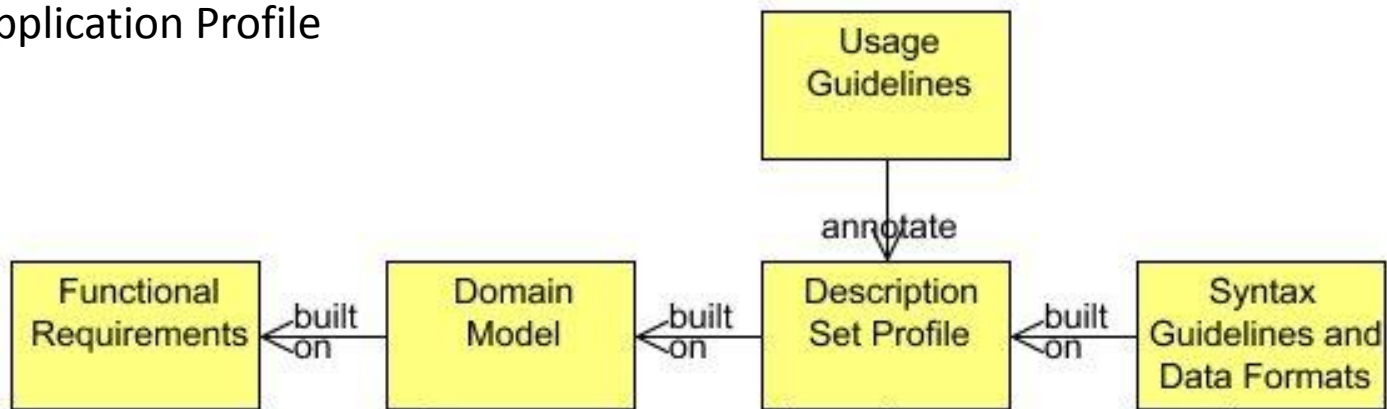 pplication Profile
Usage
Guidelines
annotate
Functional
Requirements
built
on
Domain
Model
built
on
Description
Set Profile
built
on
Syntax
Guidelines and
Data Formats